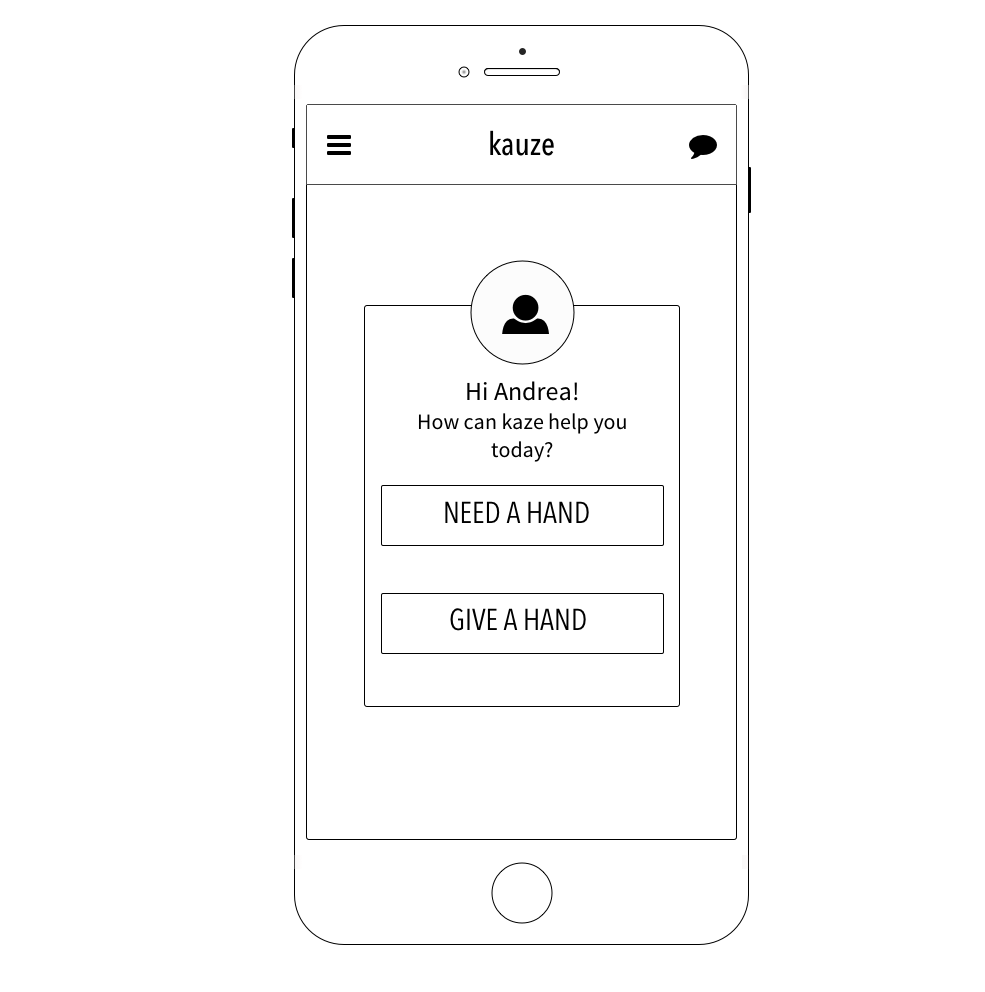 kauze
Hi Andrea!
How can kaze help you
today?
NEED A HAND
GIVE A HAND